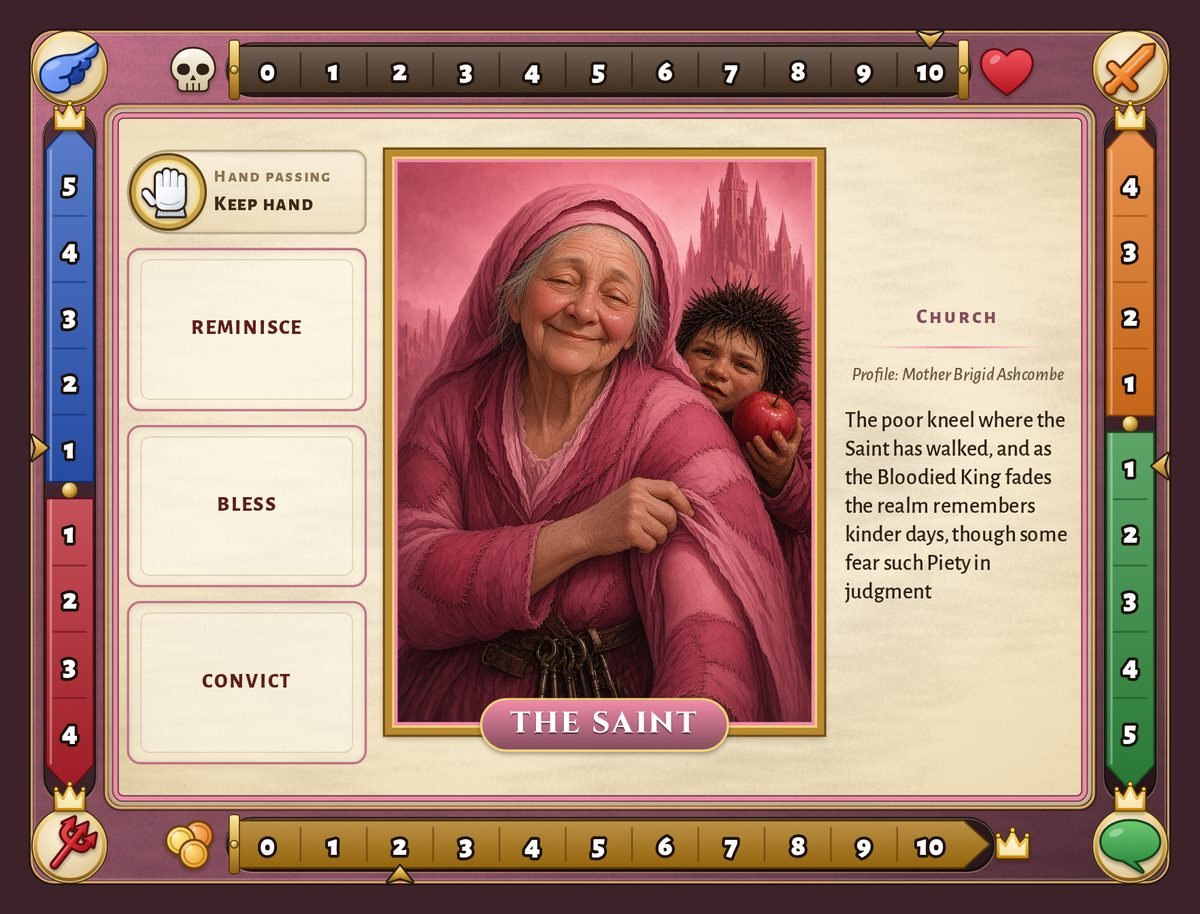 0 1 2 3 4 5 6 7 8 9 10
5
4
3
2
1
1
2
3
4
HAND PASSING
KEEP HAND
REMINISCE
BLESS
CONVICT
THE SAINT
CHURCH
Profile: Mother Brigid Ashcombe
The poor kneel where the
Saint has walked, and as
the Bloodied King fades
the realm remembers
kinder days, though some
fear such Piety in
judgment
4
3
2
1
1
2
3
4
5
0 1 2 3 4 5 6 7 8 9 10